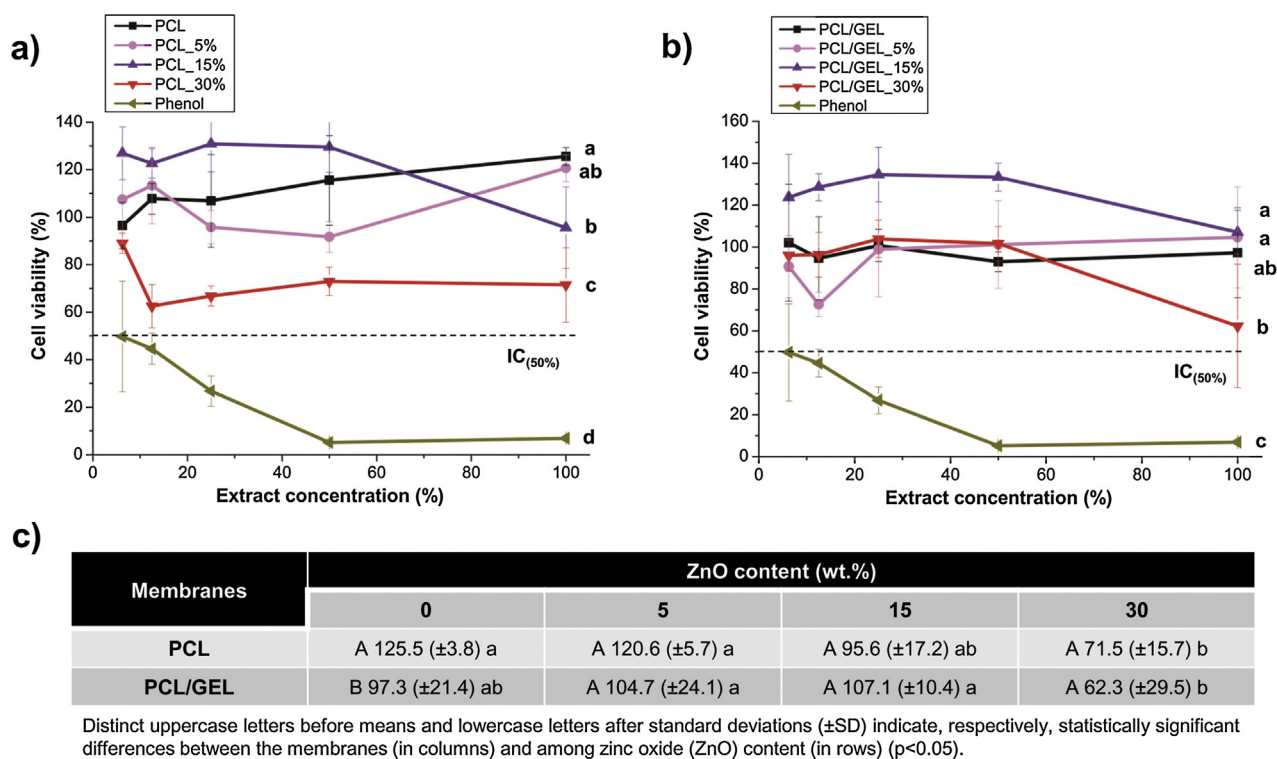 a)
PCL
PCL_5%
PCL_15%
PCL_30%
Phenol
140
120
100
80
60
40
20
0
Cell viability (%)
0 20 40 60 80 100
Extract concentration (%)
a
ab
b
c
IC(50%)
d
b)
PCL/GEL
PCL/GEL_5%
PCL/GEL_15%
PCL/GEL_30%
Phenol
160
140
120
100
80
60
40
20
0
Cell viability (%)
0 20 40 60 80 100
Extract concentration (%)
a
a
ab
b
IC(50%)
c
c)
Membranes ZnO content (wt.%)
0 5 15 30
PCL A 125.5 (±3.8) a A 120.6 (±5.7) a A 95.6 (±17.2) ab A 71.5 (±15.7) b
PCL/GEL B 97.3 (±21.4) ab A 104.7 (±24.1) a A 107.1 (±10.4) a A 62.3 (±29.5) b
Distinct uppercase letters before means and lowercase letters after standard deviations (±SD) indicate, respectively, statistically significant
differences between the membranes (in columns) and among zinc oxide (ZnO) content (in rows) (p<0.05).